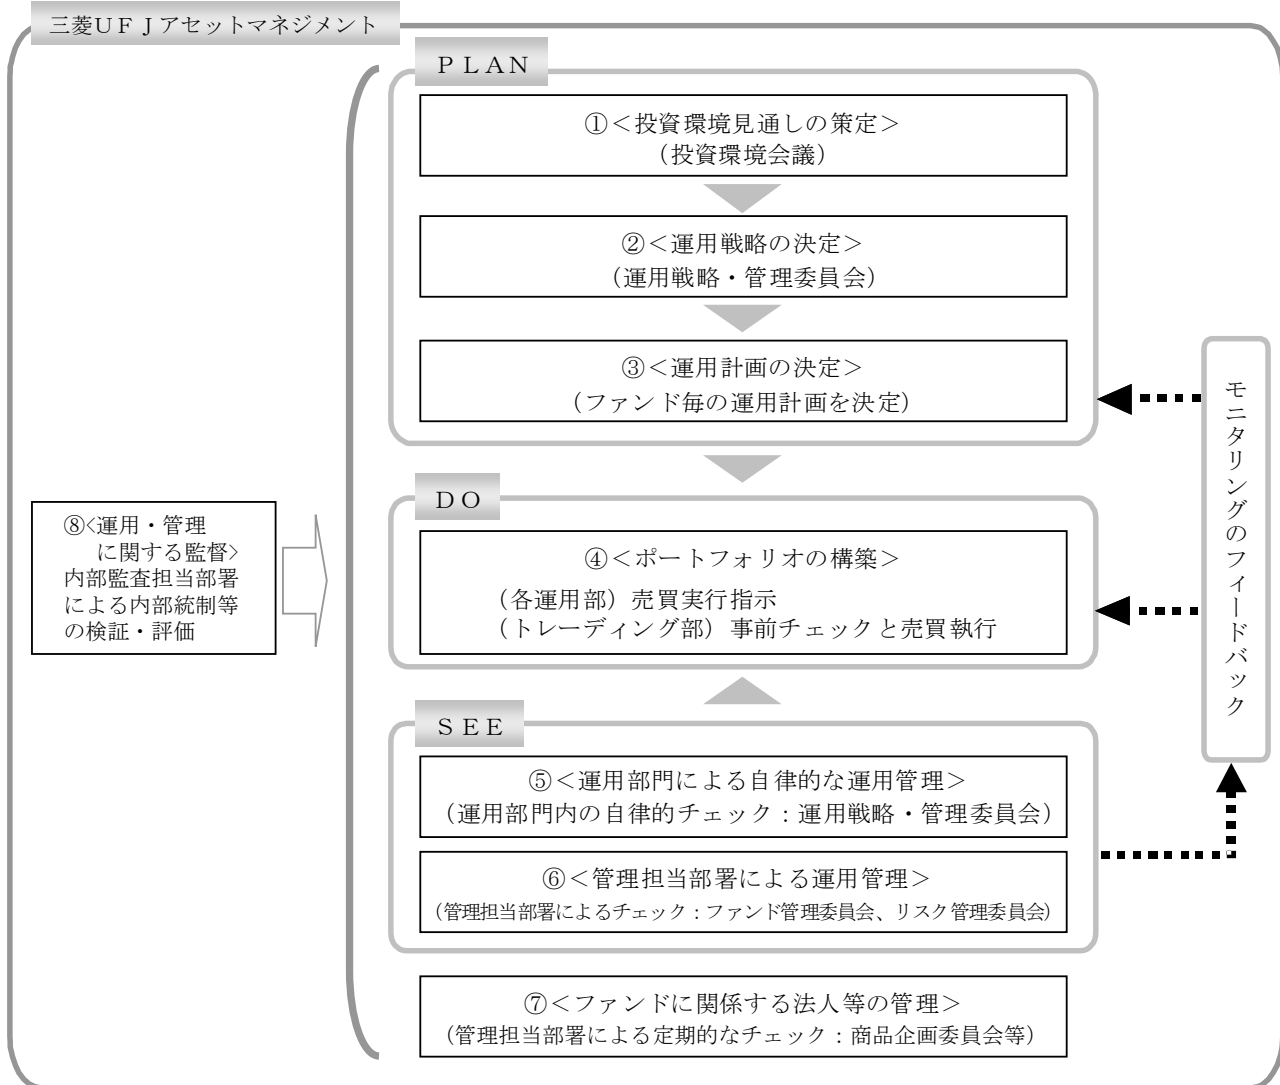 三菱ＵＦＪアセットマネジメント
ＰＬＡＮ
①＜投資環境見通しの策定＞
（投資環境会議）
②＜運用戦略の決定＞
（運用戦略・管理委員会）
③＜運用計画の決定＞
（ファンド毎の運用計画を決定）
ＤＯ
④＜ポートフォリオの構築＞
（各運用部）売買実行指示
（トレーディング部）事前チェックと売買執行
ＳＥＥ
⑤＜運用部門による自律的な運用管理＞
（運用部門内の自律的チェック：運用戦略・管理委員会）
⑥＜管理担当部署による運用管理＞
（管理担当部署によるチェック：ファンド管理委員会、リスク管理委員会）
⑦＜ファンドに関係する法人等の管理＞
（管理担当部署による定期的なチェック：商品企画委員会等）
⑧<運用・管理
に関する監督>
内部監査担当部署
による内部統制等
の検証・評価
モニタリングのフィードバック